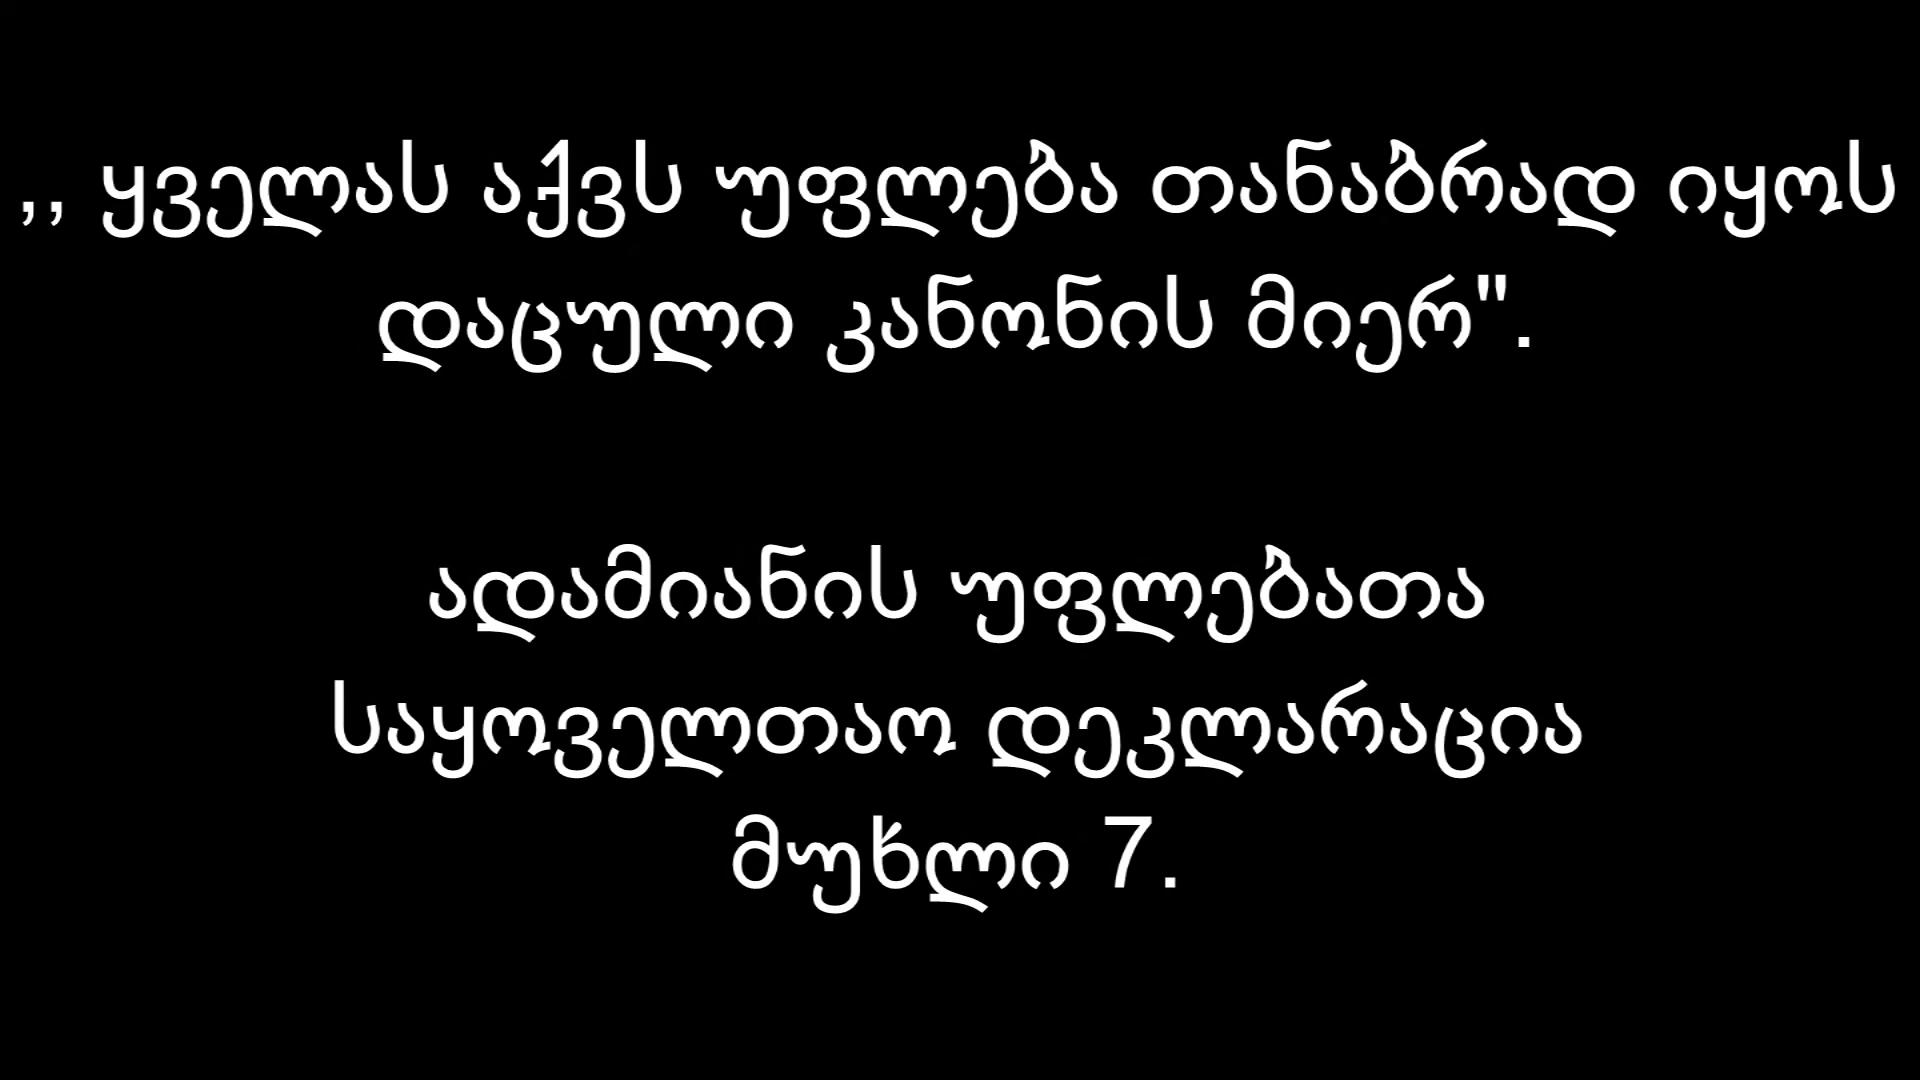 ,, ყველას აქვს უფლება თანაბრად იყოს
დაცული კანონის მიერ".
ადამიანის უფლებათა
საყოველთაო დეკლარაცია
მუხლი 7.